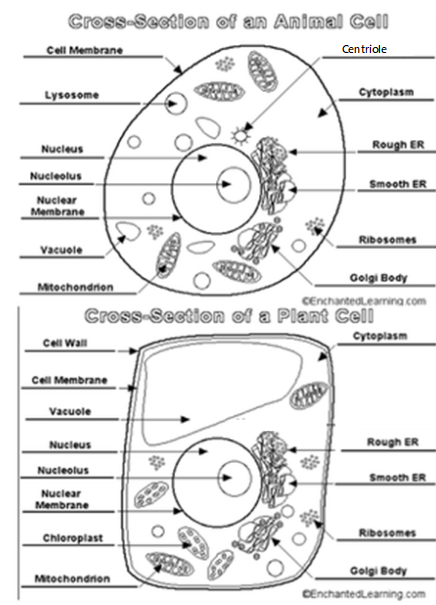 Cross-Section of an Animal Cell
Cell Membrane
Centriole
Lysosome
Cytoplasm
Nucleus
Rough ER
Nucleolus
Smooth ER
Nuclear
Membrane
Ribosomes
Vacuole
Golgi Body
Mitochondrion
©EnchantedLearning.com
Cross-Section of a Plant Cell
Cell Wall
Cytoplasm
Cell Membrane
Vacuole
Nucleus
Rough ER
Nucleolus
Smooth ER
Nuclear
Membrane
Ribosomes
Chloroplast
Golgi Body
Mitochondrion
©EnchantedLearning.com